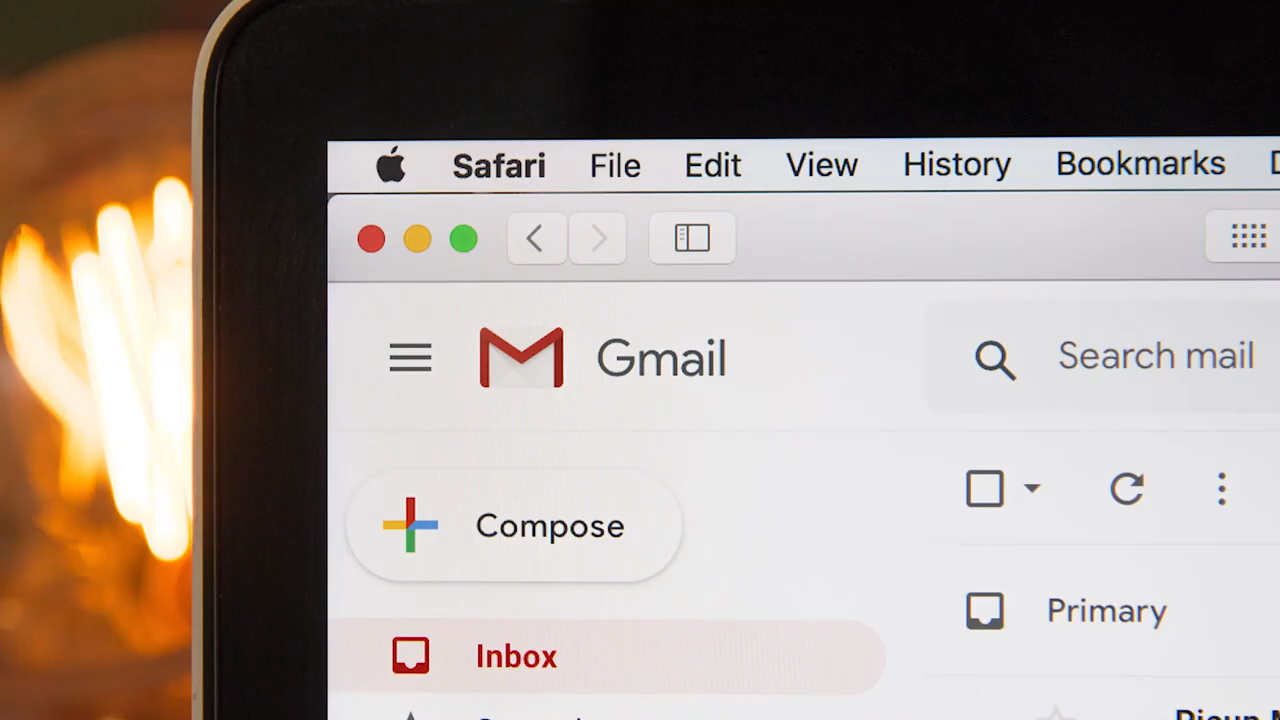 Safari File Edit View History Bookmarks
Gmail
Search mail
Compose
Primary
Inbox